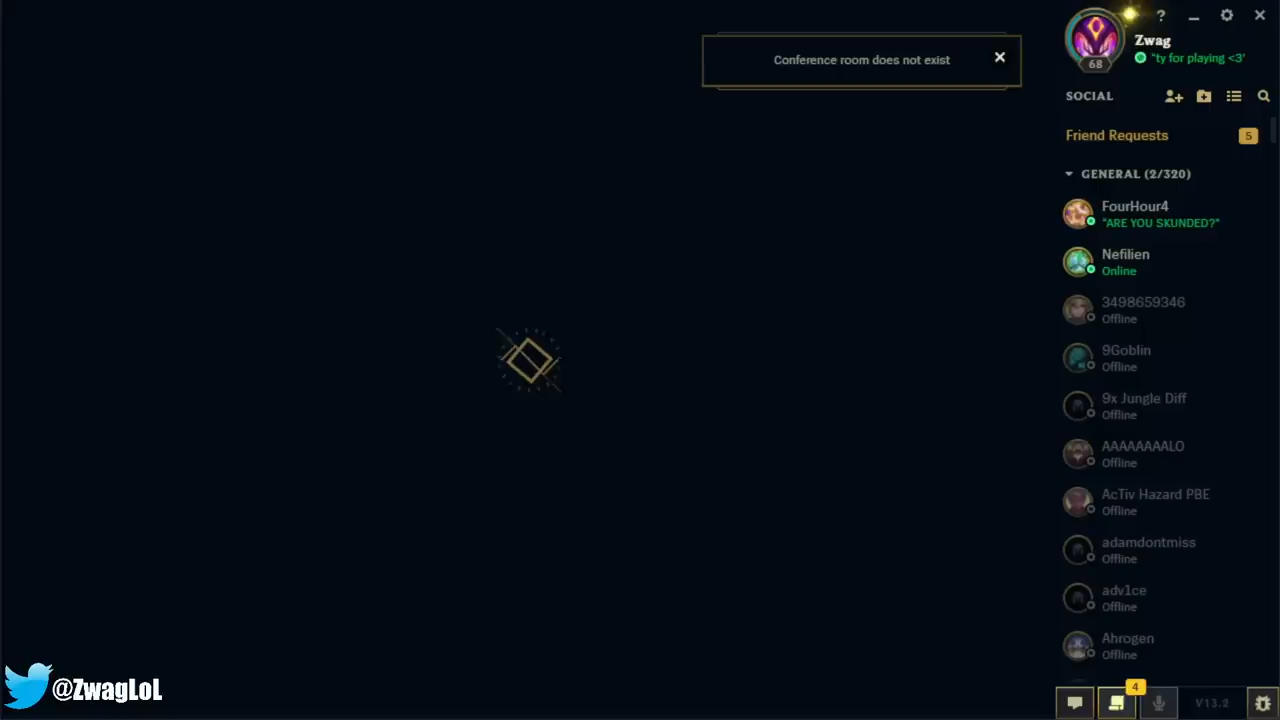 Conference room does not exist
?
Zwag
"ty for playing <3'
68
SOCIAL
Friend Requests
5
GENERAL (2/320)
FourHour4
"ARE YOU SKUNDED?"
Nefilien
Online
3498659346
Offline
9Goblin
Offline
9x Jungle Diff
Offline
AAAAAAAALO
Offline
AcTiv Hazard PBE
Offline
adamdontmiss
Offline
adv1ce
Offline
Ahrogen
Offline
@ZwagLoL
4
V13.2